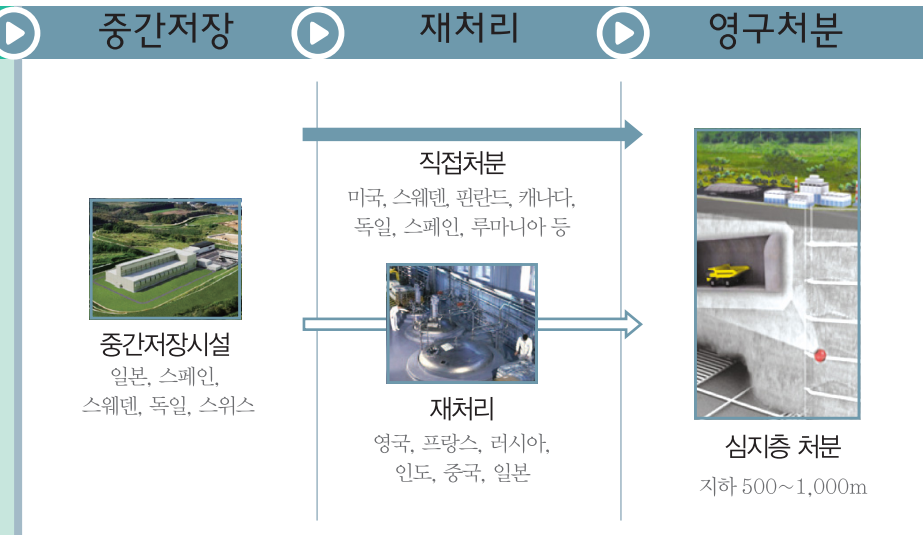 중간저장
재처리
영구처분
직접처분
미국, 스웨덴, 핀란드, 캐나다,
독일, 스페인, 루마니아 등
중간저장시설
일본, 스페인,
스웨덴, 독일, 스위스
재처리
영국, 프랑스, 러시아,
인도, 중국, 일본
심지층 처분
지하 500~1,000m